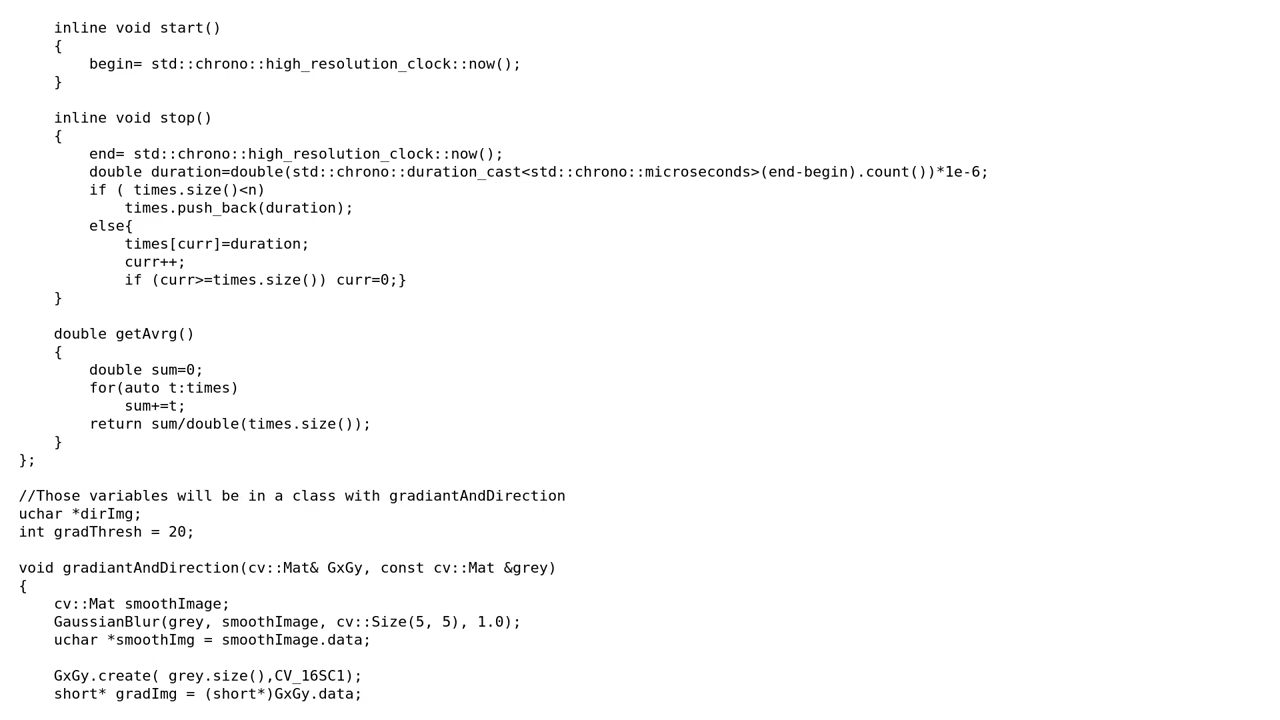 inline void start()
    {
        begin= std::chrono::high_resolution_clock::now();
    }

    inline void stop()
    {
        end= std::chrono::high_resolution_clock::now();
        double duration=double(std::chrono::duration_cast<std::chrono::microseconds>(end-begin).count())*1e-6;
        if ( times.size()<n)
            times.push_back(duration);
        else{
            times[curr]=duration;
            curr++;
            if (curr>=times.size()) curr=0;}
    }

    double getAvrg()
    {
        double sum=0;
        for(auto t:times)
            sum+=t;
        return sum/double(times.size());
    }
};

//Those variables will be in a class with gradiantAndDirection
uchar *dirImg;
int gradThresh = 20;

void gradiantAndDirection(cv::Mat& GxGy, const cv::Mat &grey)
{
    cv::Mat smoothImage;
    GaussianBlur(grey, smoothImage, cv::Size(5, 5), 1.0);
    uchar *smoothImg = smoothImage.data;

    GxGy.create( grey.size(),CV_16SC1);
    short* gradImg = (short*)GxGy.data;